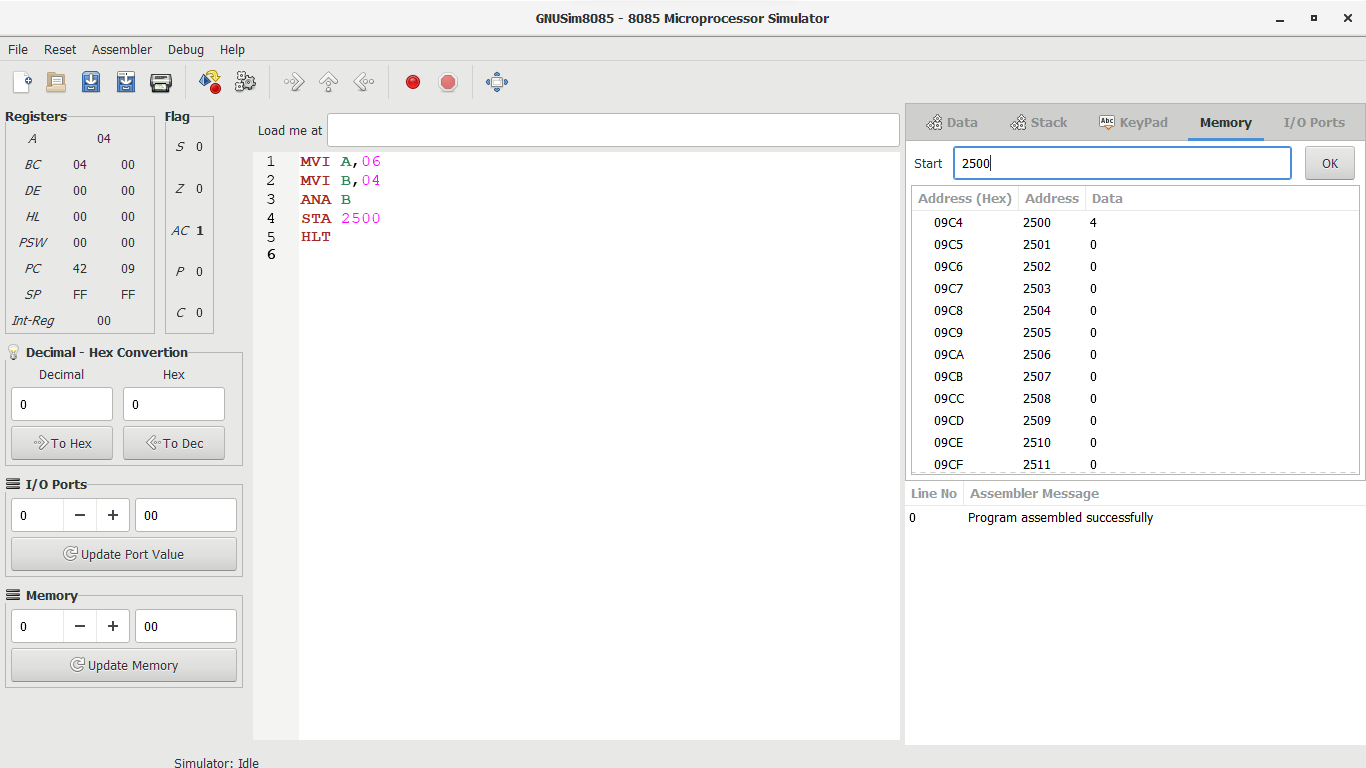 GNUSim8085 - 8085 Microprocessor Simulator
File Reset Assembler Debug Help
Registers
A 04
BC 04 00
DE 00 00
HL 00 00
PSW 00 00
PC 42 09
SP FF FF
Int-Reg 00
Flag
S 0
Z 0
AC 1
P 0
C 0
Decimal - Hex Convertion
Decimal Hex
0 0
To Hex To Dec
I/O Ports
0 − + 00
Update Port Value
Memory
0 − + 00
Update Memory
Load me at
1 MVI A,06
2 MVI B,04
3 ANA B
4 STA 2500
5 HLT
6
Data Stack Abc KeyPad Memory I/O Ports
Start 2500 OK
Address (Hex) Address Data
09C4 2500 4
09C5 2501 0
09C6 2502 0
09C7 2503 0
09C8 2504 0
09C9 2505 0
09CA 2506 0
09CB 2507 0
09CC 2508 0
09CD 2509 0
09CE 2510 0
09CF 2511 0
Line No Assembler Message
0 Program assembled successfully
Simulator: Idle